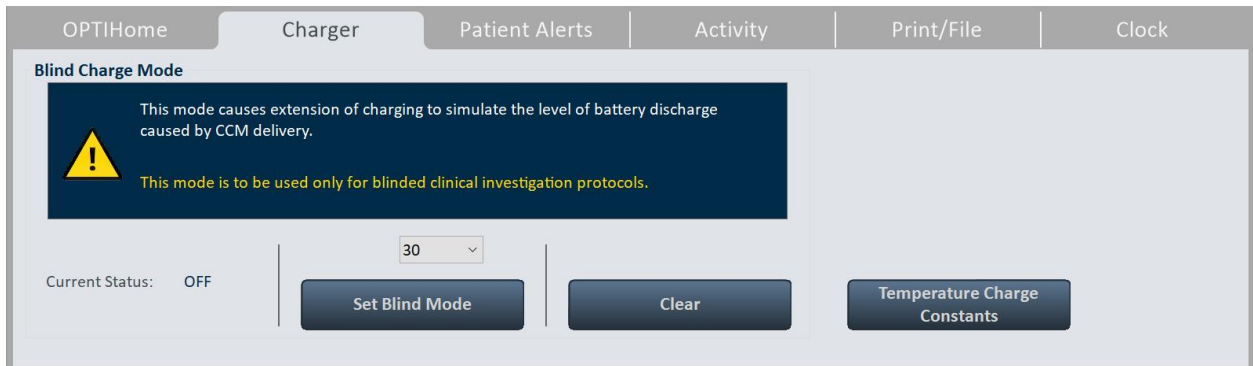 OPTIHome
Charger
Patient Alerts
Activity
Print/File
Clock
Blind Charge Mode
This mode causes extension of charging to simulate the level of battery discharge
caused by CCM delivery.
!
This mode is to be used only for blinded clinical investigation protocols.
30
Current Status: OFF
Set Blind Mode
Clear
Temperature Charge
Constants